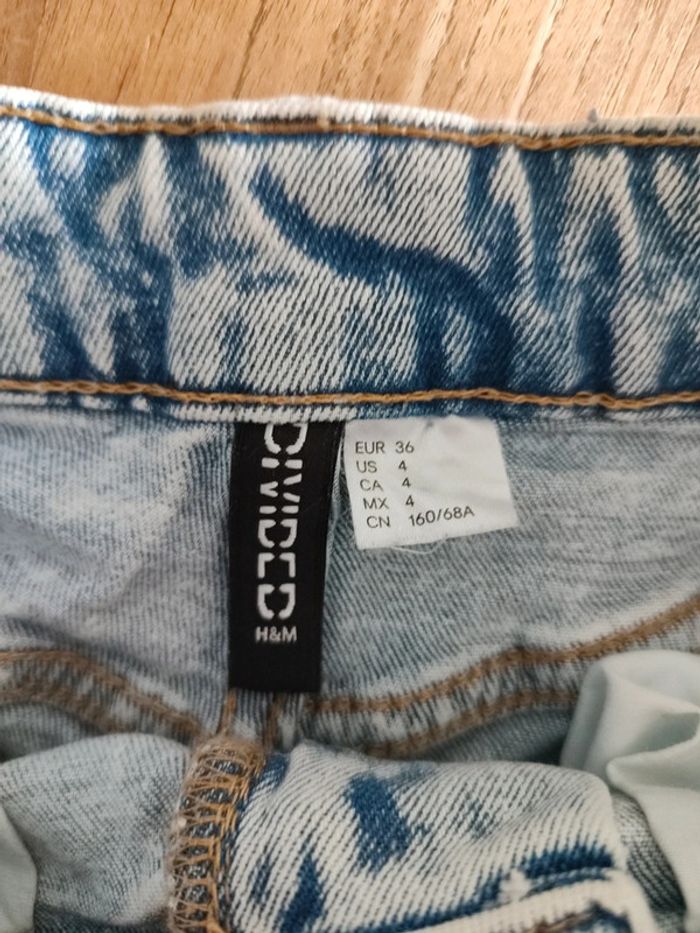 DIVIDED
H&M
EUR 36
US 4
CA 4
MX 4
CN 160/68A